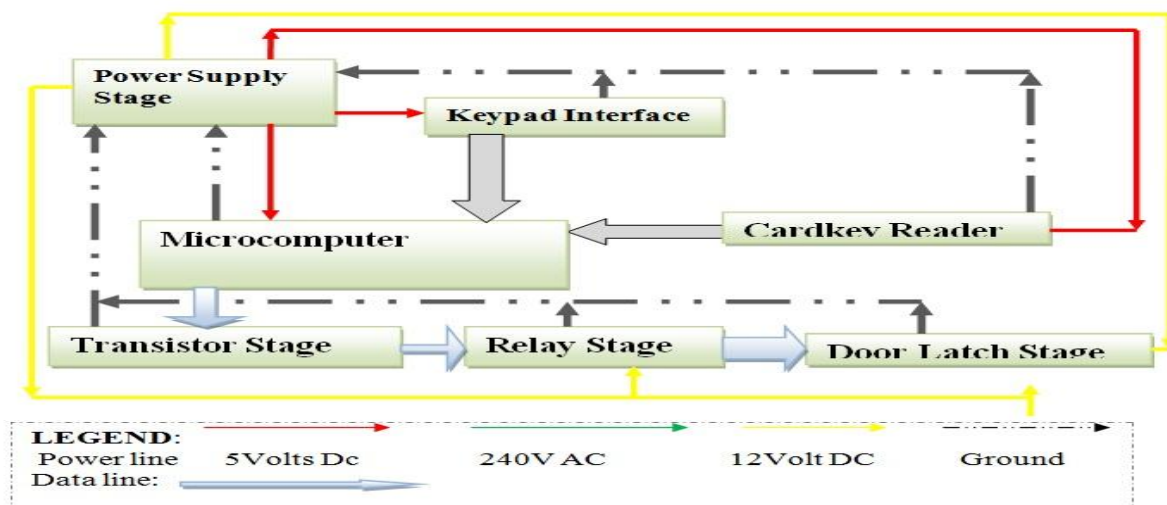 Power Supply
Stage
Keypad Interface
Microcomputer
Cardkey Reader
Transistor Stage
Relay Stage
Door Latch Stage
LEGEND:
Power line 5Volts Dc 240V AC 12Volt DC Ground
Data line: